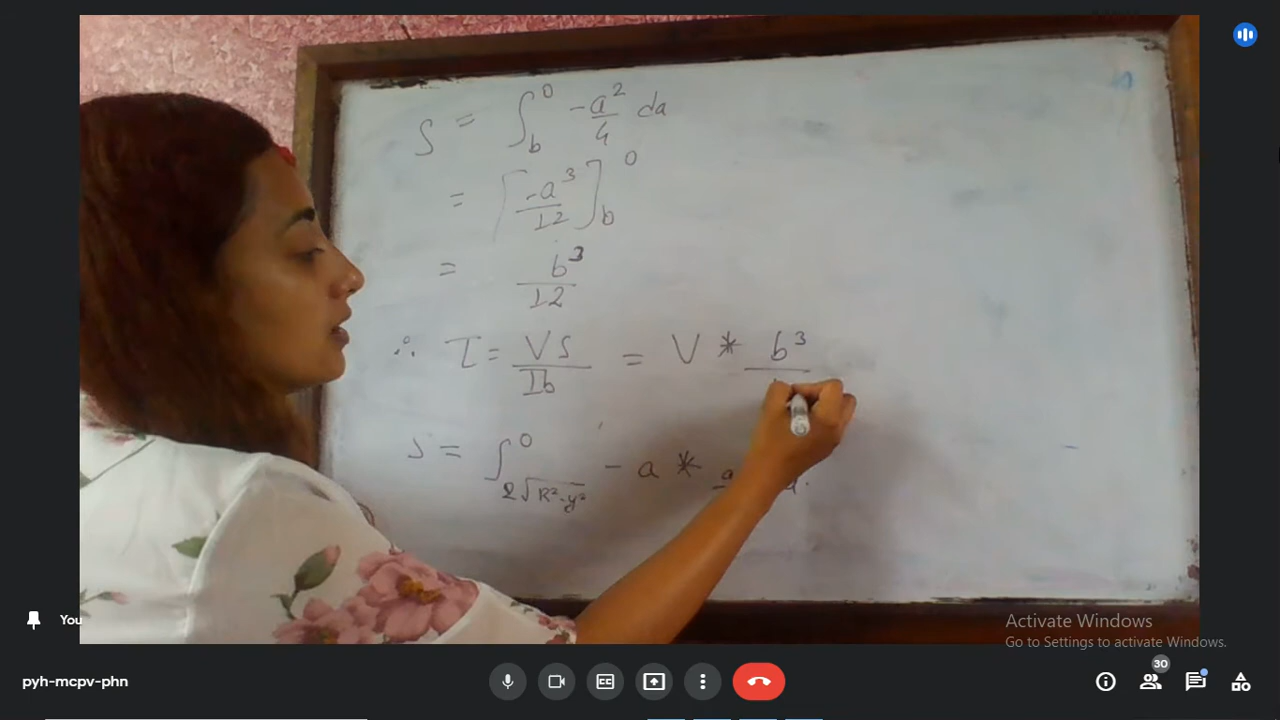 S = ∫_b^0 -a²/4 da
= [-a³/12]_b^0
= b³/12
∴ τ = VS/Ib = V * b³
S = ∫_{2√R²-y²}^0 - a * a
You
Activate Windows
Go to Settings to activate Windows.
pyh-mcpv-phn
30